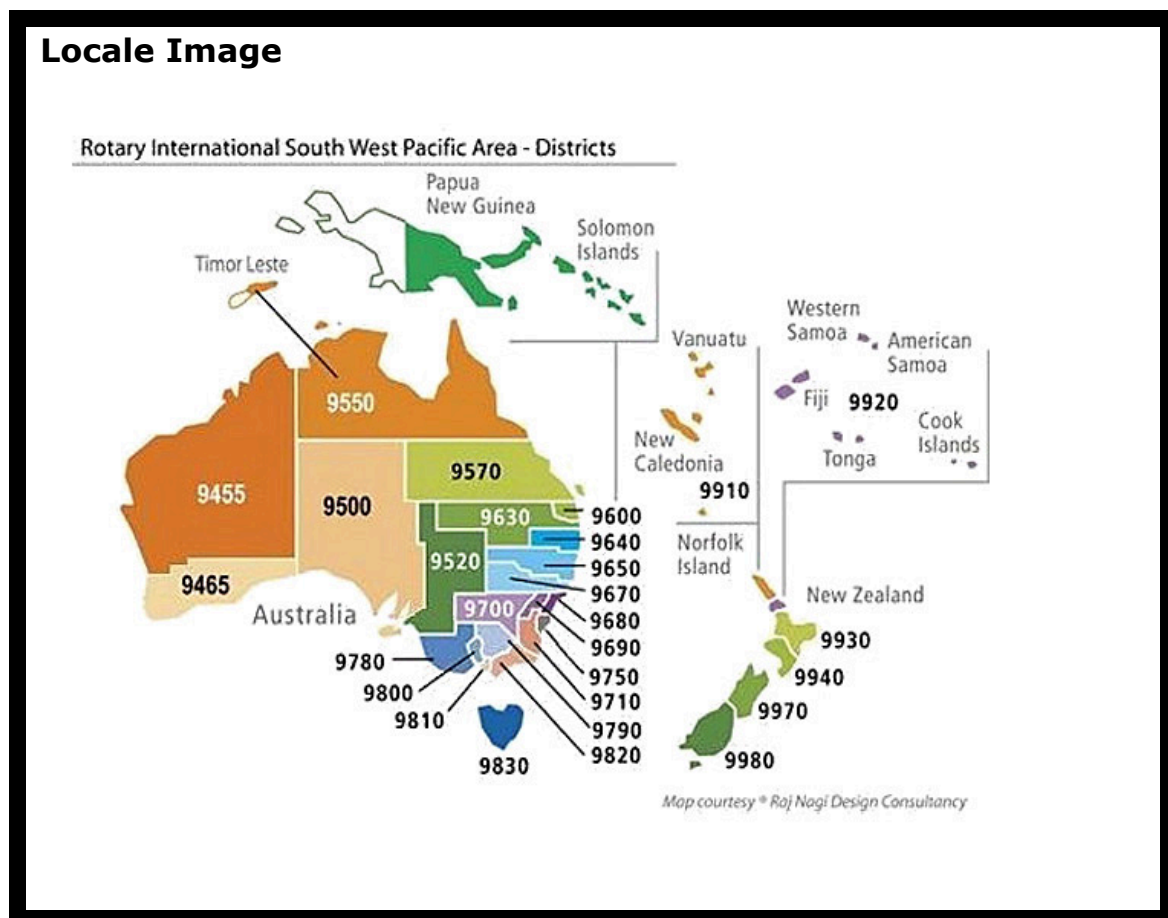 Locale Image
Rotary International South West Pacific Area - Districts
Papua
New Guinea
Solomon
Islands
Timor Leste
Western
Samoa
American
Samoa
Vanuatu
Fiji
9920
Cook
Islands
Tonga
New
Caledonia
9910
Norfolk
Island
9550
9570
9455
9500
9630
9600
9640
9520
9650
9465
9670
Australia
9700
9680
9690
9780
9750
9800
9710
9810
9790
9820
9830
New Zealand
9930
9940
9970
9980
Map courtesy ® Raj Nagi Design Consultancy